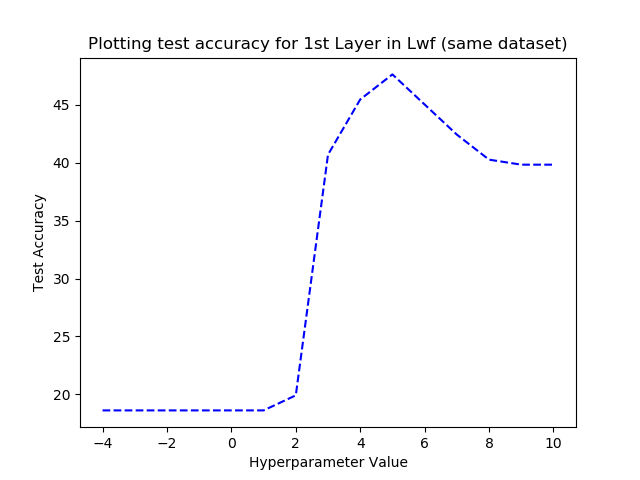 Plotting test accuracy for 1st Layer in Lwf (same dataset)
45
40
35
30
25
20
Test Accuracy
−4 −2 0 2 4 6 8 10
Hyperparameter Value